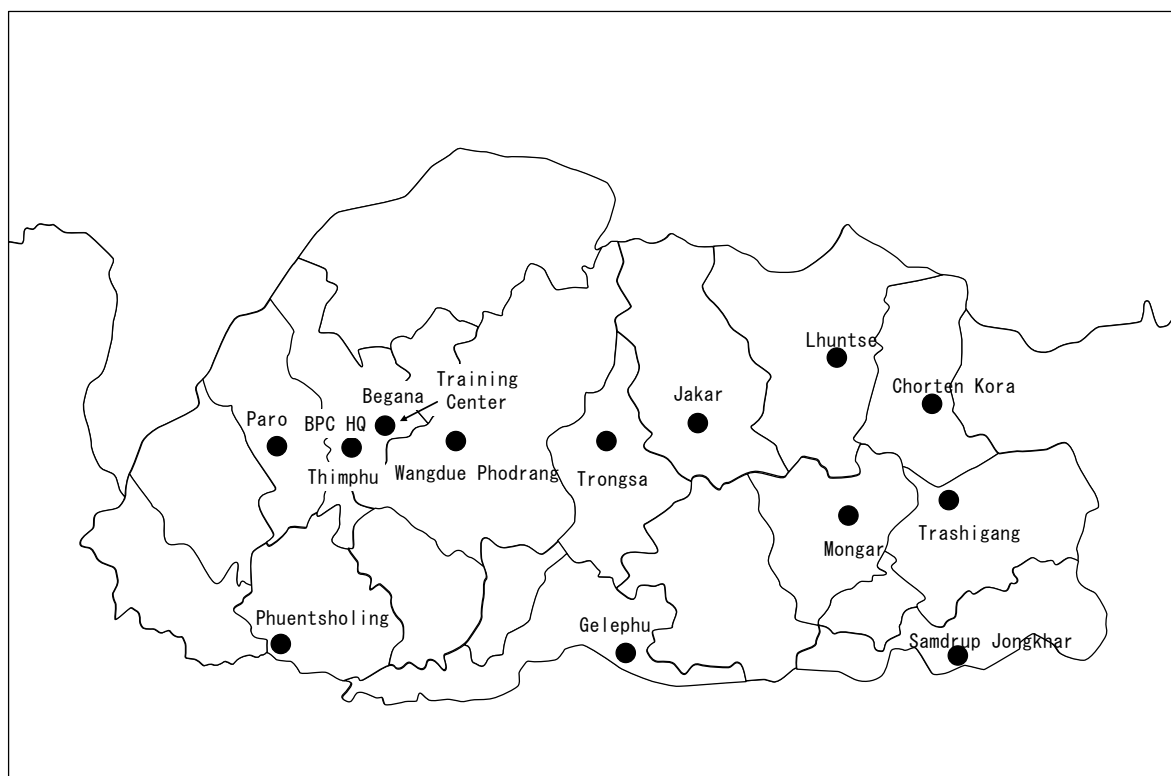 Lhuntse
Chorten Kora
Training
Center
Begana
Jakar
Paro
BPC HQ
Thimphu
Wangdue Phodrang
Trongsa
Trashigang
Mongar
Phuentsholing
Gelephu
Samdrup Jongkhar